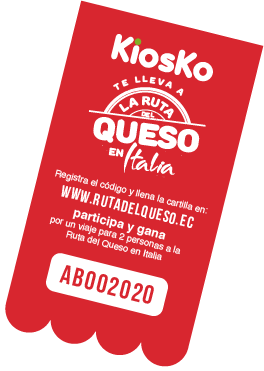 KiosKo
TE LLEVA A
LA RUTA
DEL
QUESO
EN Italia
Registra el código y llena la cartilla en:
WWW.RUTADELQUESO.EC
participa y gana
por un viaje para 2 personas a la
Ruta del Queso en Italia
AB002020